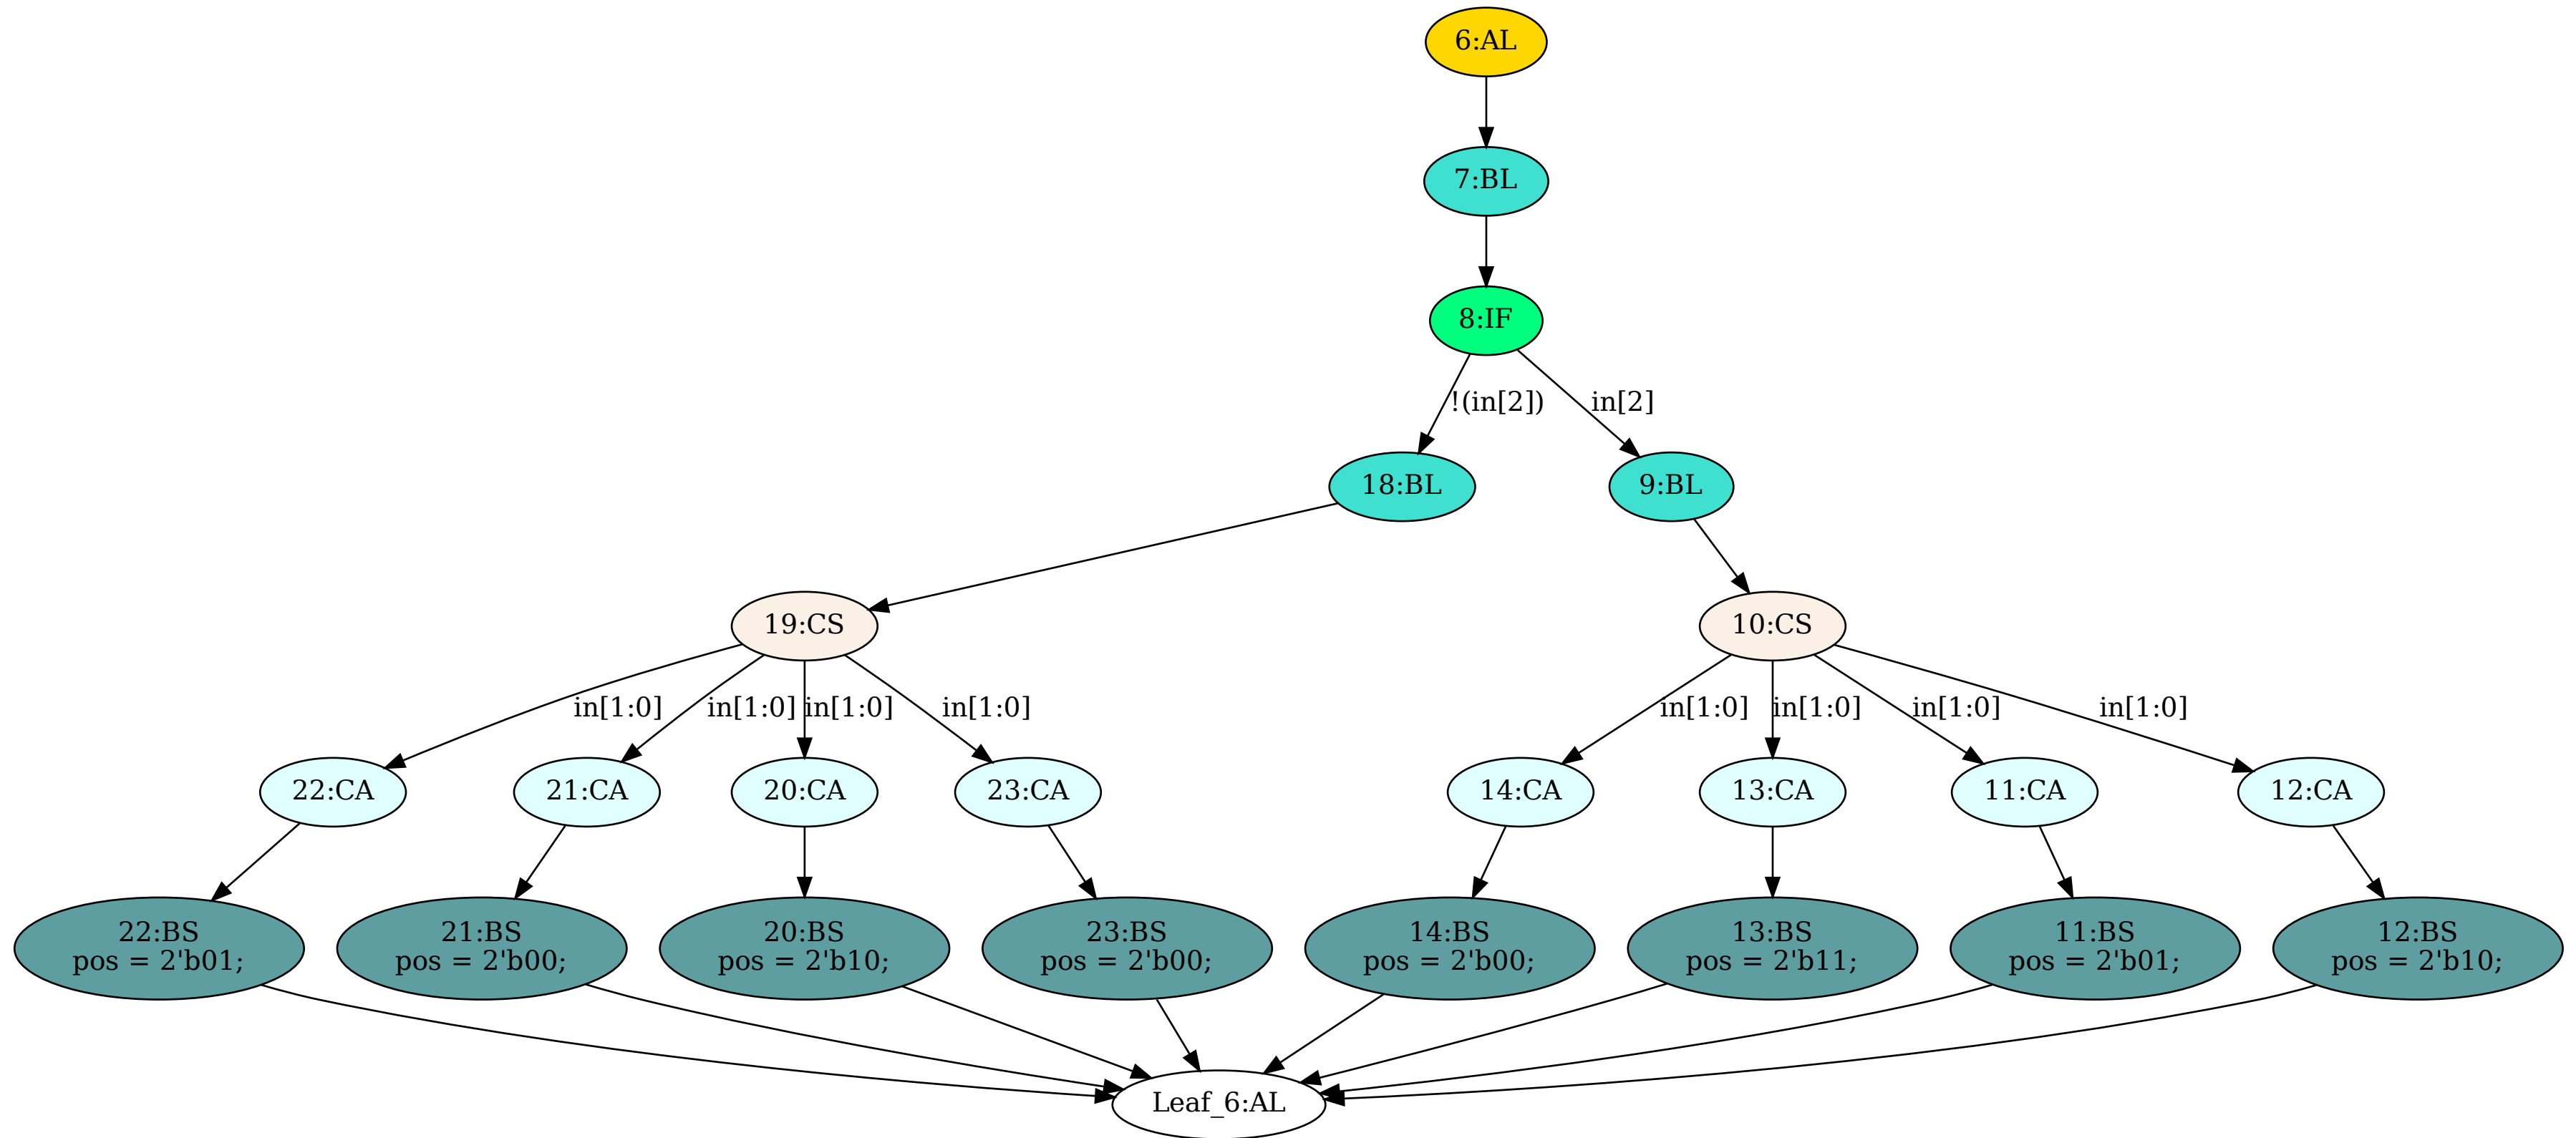 6:AL
7:BL
8:IF
!(in[2])
in[2]
18:BL
9:BL
19:CS
10:CS
in[1:0]
in[1:0]
in[1:0]
in[1:0]
in[1:0]
in[1:0]
in[1:0]
in[1:0]
22:CA
21:CA
20:CA
23:CA
14:CA
13:CA
11:CA
12:CA
22:BS
pos = 2'b01;
21:BS
pos = 2'b00;
20:BS
pos = 2'b10;
23:BS
pos = 2'b00;
14:BS
pos = 2'b00;
13:BS
pos = 2'b11;
11:BS
pos = 2'b01;
12:BS
pos = 2'b10;
Leaf_6:AL